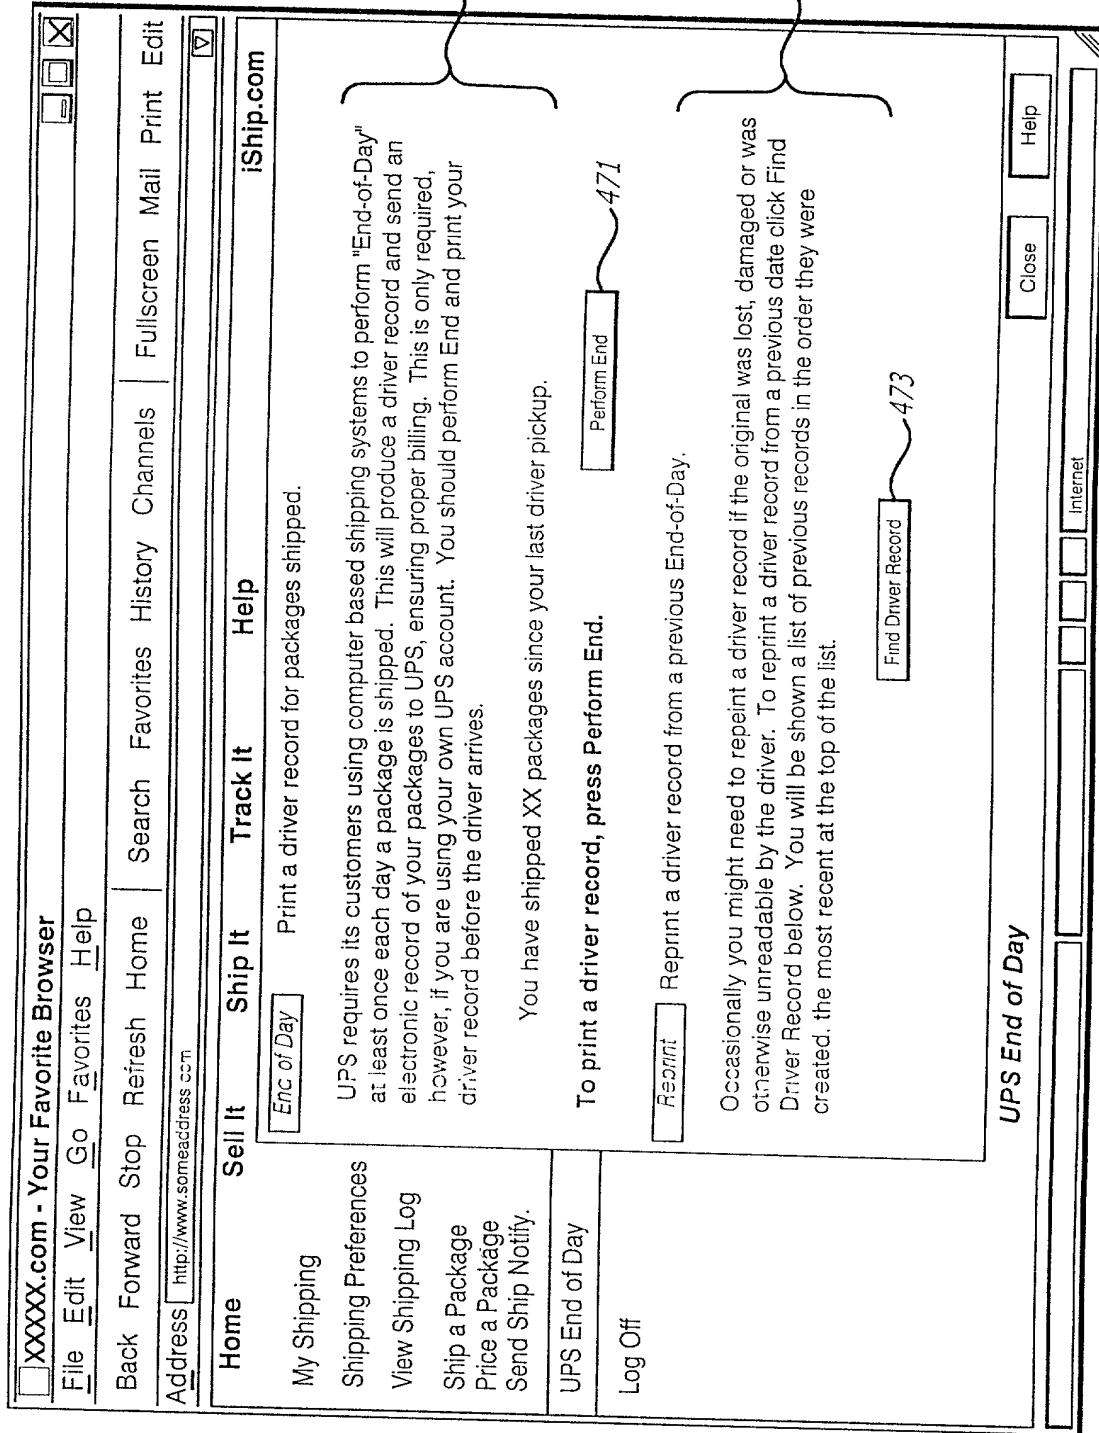 XXXXX.com - Your Favorite Browser
File Edit View Go Favorites Help
Back Forward Stop Refresh Home Search Favorites History Channels Fullscreen Mail Print Edit
Address http://www.someaddress.com
Home Sell It Ship It Track It Help iShip.com
My Shipping
Shipping Preferences
View Shipping Log
Ship a Package
Price a Package
Send Ship Notify.
UPS End of Day
Log Off
End of Day Print a driver record for packages shipped.
UPS requires its customers using computer based shipping systems to perform "End-of-Day"
at least once each day a package is shipped. This will produce a driver record and send an
electronic record of your packages to UPS, ensuring proper billing. This is only required,
however, if you are using your own UPS account. You should perform End and print your
driver record before the driver arrives.
You have shipped XX packages since your last driver pickup.
To print a driver record, press Perform End.
Perform End
471
Reprint Reprint a driver record from a previous End-of-Day.
Occasionally you might need to repeint a driver record if the original was lost, damaged or was
otherwise unreadable by the driver. To reprint a driver record from a previous date click Find
Driver Record below. You will be shown a list of previous records in the order they were
created. the most recent at the top of the list.
Find Driver Record
473
UPS End of Day
Close
Help
Internet